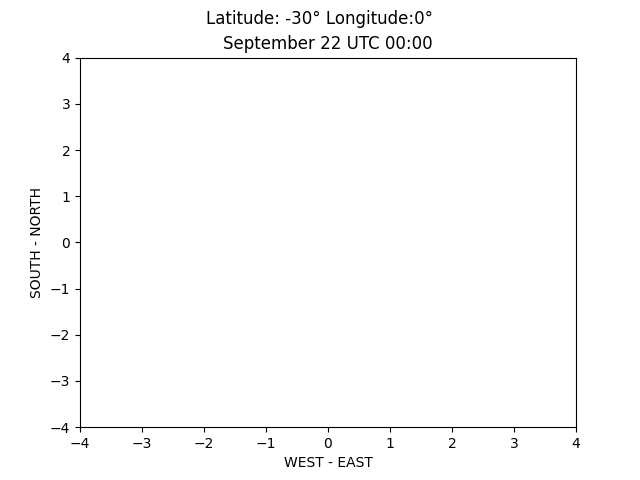 Latitude: -30° Longitude:0°
September 22 UTC 00:00
4
3
2
1
0
−1
−2
−3
−4
SOUTH - NORTH
−4 −3 −2 −1 0 1 2 3 4
WEST - EAST